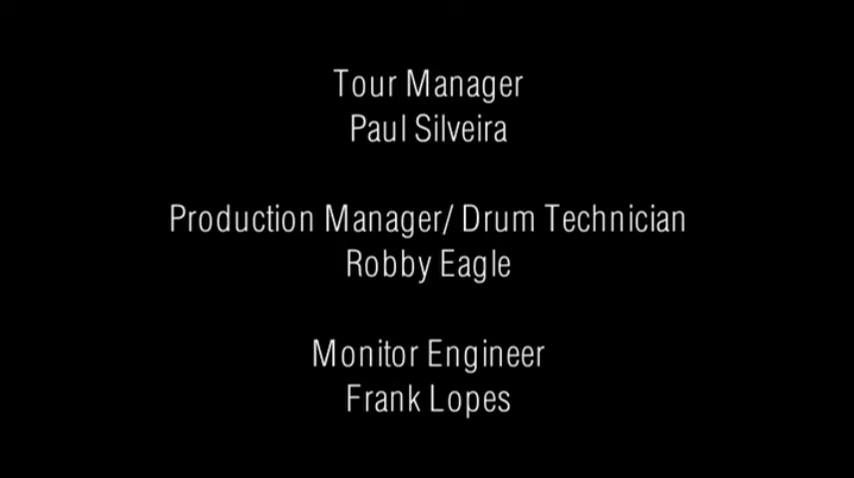 Tour Manager
Paul Silveira
Production Manager/ Drum Technician
Robby Eagle
Monitor Engineer
Frank Lopes